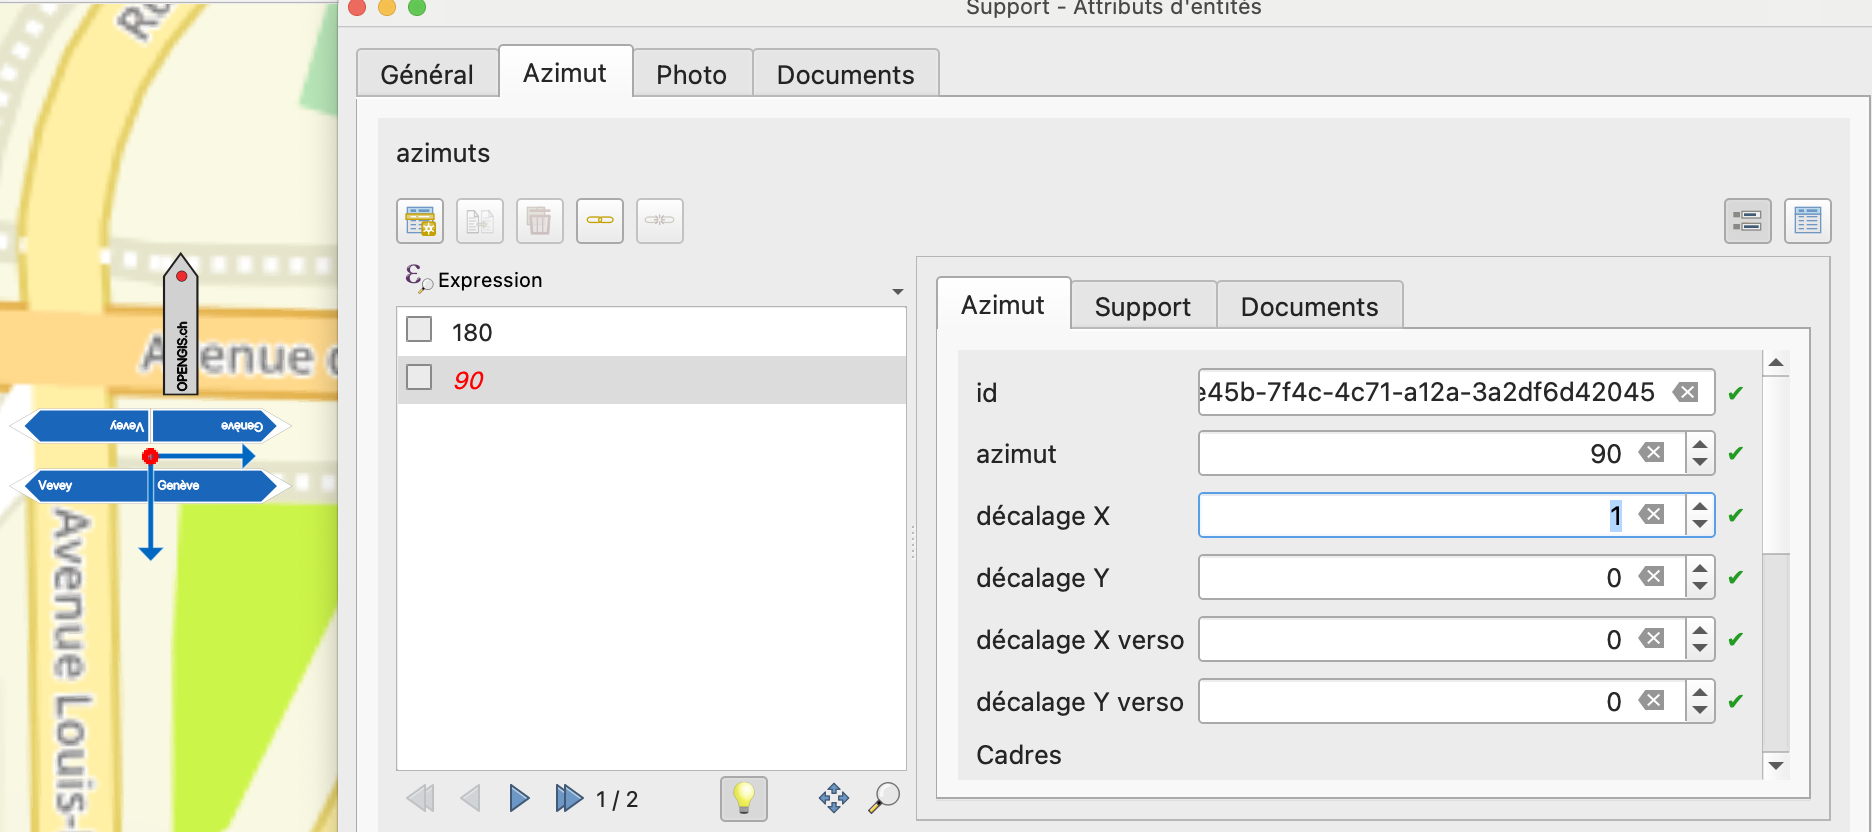 Support - Attributs d'entités
Général
Azimut
Photo
Documents
azimuts
Expression
180
90
1 / 2
Azimut
Support
Documents
id
e45b-7f4c-4c71-a12a-3a2df6d42045
azimut
90
décalage X
1
décalage Y
0
décalage X verso
0
décalage Y verso
0
Cadres
OPENGIS.ch
Avenue
Vevey
Genève
Vevey
Genève
Avenue Louis-